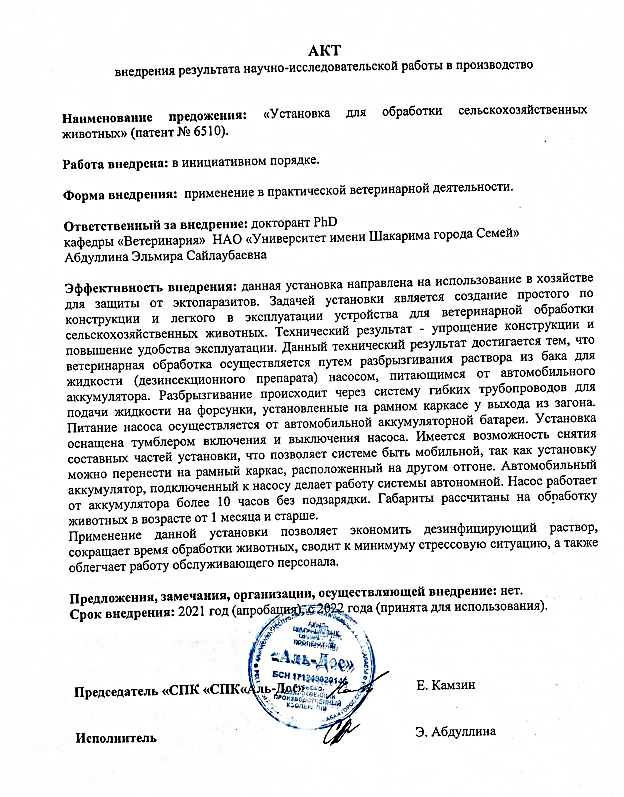 АКТ
внедрения результата научно-исследовательской работы в производство
Наименование предожения: «Установка для обработки сельскохозяйственных
животных» (патент № 6510).
Работа внедрена: в инициативном порядке.
Форма внедрения: применение в практической ветеринарной деятельности.
Ответственный за внедрение: докторант PhD
кафедры «Ветеринария» НАО «Университет имени Шакарима города Семей»
Абдуллина Эльмира Сайлаубаевна
Эффективность внедрения: данная установка направлена на использование в хозяйстве
для защиты от эктопаразитов. Задачей установки является создание простого по
конструкции и легкого в эксплуатации устройства для ветеринарной обработки
сельскохозяйственных животных. Технический результат - упрощение конструкции и
повышение удобства эксплуатации. Данный технический результат достигается тем, что
ветеринарная обработка осуществляется путем разбрызгивания раствора из бака для
жидкости (дезинсекционного препарата) насосом, питающимся от автомобильного
аккумулятора. Разбрызгивание происходит через систему гибких трубопроводов для
подачи жидкости на форсунки, установленные на рамном каркасе у выхода из загона.
Питание насоса осуществляется от автомобильной аккумуляторной батареи. Установка
оснащена тумблером включения и выключения насоса. Имеется возможность снятия
составных частей установки, что позволяет системе быть мобильной, так как установку
можно перенести на рамный каркас, расположенный на другом отгоне. Автомобильный
аккумулятор, подключенный к насосу делает работу системы автономной. Насос работает
от аккумулятора более 10 часов без подзарядки. Габариты рассчитаны на обработку
животных в возрасте от 1 месяца и старше.
Применение данной установки позволяет экономить дезинфицирующий раствор,
сокращает время обработки животных, сводит к минимуму стрессовую ситуацию, а также
облегчает работу обслуживающего персонала.
Предложения, замечания, организации, осуществляющей внедрение: нет.
Срок внедрения: 2021 год (апробация), с 2022 года (принята для использования).
«Аль-Дос»
БСН 171240020146
ПРОИЗВОДСТВЕННЫЙ
КООПЕРАТИВ
Председатель «СПК «СПК«Аль-Дос» Е. Камзин
Исполнитель Э. Абдуллина